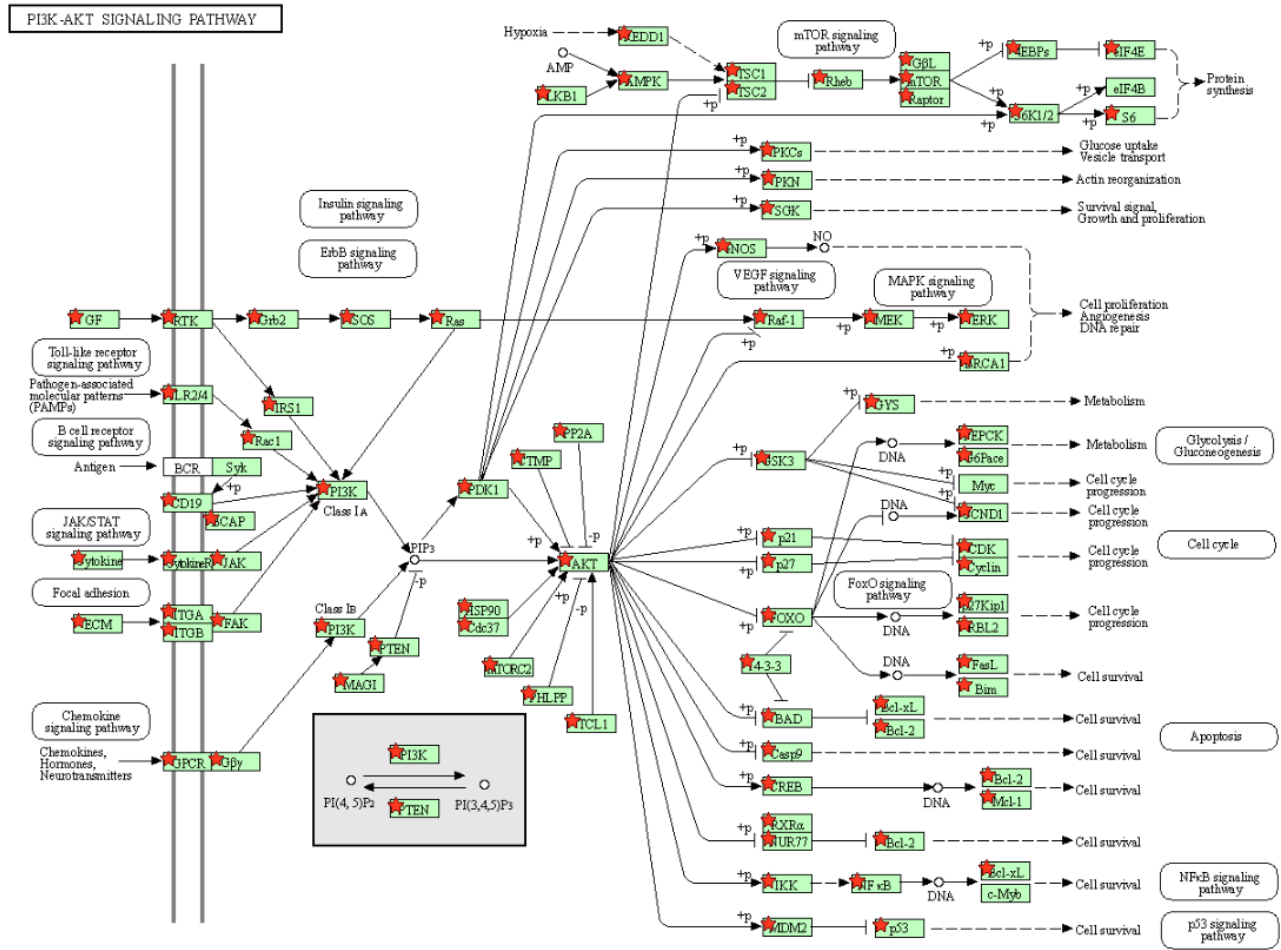 PI3K-AKT SIGNALING PATHWAY
Hypoxia
REDD1
AMP
LKB1
AMPK
TSC1
TSC2
+p
Rheb
mTOR signaling
pathway
GβL
mTOR
Raptor
+p
4EBPs
eIF4E
+p
S6K1/2
+p
+p
+p
eIF4B
S6
Protein
synthesis
+p
PKCs
Glucose uptake
Vesicle transport
+p
PKN
Actin reorganization
+p
SGK
Survival signal,
Growth and proliferation
Insulin signaling
pathway
ErbB signaling
pathway
+p
eNOS
NO
VEGF signaling
pathway
MAPK signaling
pathway
GF
RTK
Grb2
SOS
Ras
Raf-1
+p
+p
MEK
+p
ERK
+p
BRCA1
Cell proliferation
Angiogenesis
DNA repair
Toll-like receptor
signaling pathway
Pathogen-associated
molecular patterns
(PAMPs)
TLR2/4
IRS1
Rac1
B cell receptor
signaling pathway
Antigen
BCR
Syk
+p
CD19
BCAP
PI3K
Class IA
JAK/STAT
signaling pathway
Cytokine
CytokineR
JAK
Focal adhesion
ECM
ITGA
ITGB
FAK
Chemokine
signaling pathway
Chemokines,
Hormones,
Neurotransmitters
GPCR
Gβγ
PIP3
-p
Class IB
PI3K
PTEN
MAGI
PDK1
CTMP
PP2A
+p
-p
AKT
+p
-p
HSP90
Cdc37
mTORC2
PHLPP
TCL1
PI3K
PI(4,5)P2
PI(3,4,5)P3
PTEN
GYS
Metabolism
+p
GSK3
DNA
PEPCK
G6Pace
Metabolism
Glycolysis /
Gluconeogenesis
Myc
Cell cycle
progression
DNA
CCND1
Cell cycle
progression
+p
p21
+p
p27
CDK
Cyclin
Cell cycle
progression
Cell cycle
FoxO signaling
pathway
+p
FOXO
DNA
p27Kip1
RBL2
Cell cycle
progression
14-3-3
DNA
FasL
Bim
Cell survival
+p
BAD
Bcl-xL
Bcl-2
Cell survival
Apoptosis
+p
Casp9
Cell survival
+p
CREB
DNA
Bcl-2
Mcl-1
Cell survival
+p
RXRα
NUR77
Bcl-2
Cell survival
+p
IKK
NFκB
DNA
Bcl-xL
c-Myb
Cell survival
NFκB signaling
pathway
+p
MDM2
p53
Cell survival
p53 signaling
pathway